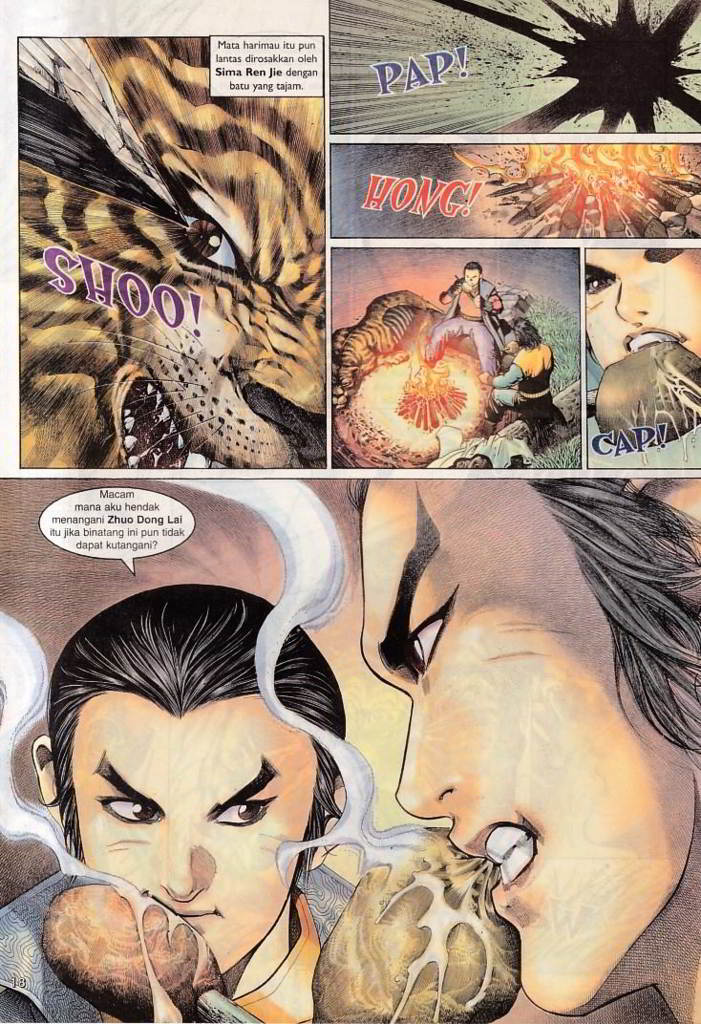 Mata harimau itu pun
lantas dirosakkan oleh
Sima Ren Jie dengan
batu yang tajam.
SHOO!
PAP!
HONG!
CAP!
Macam
mana aku hendak
menangani Zhuo Dong Lai
itu jika binatang ini pun tidak
dapat kutangani?
18